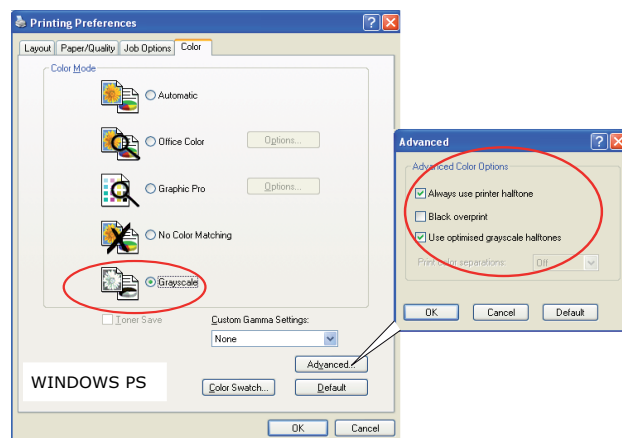 Printing Preferences
Layout Paper/Quality Job Options Color
Color Mode
Automatic
Office Color Options...
Graphic Pro Options...
No Color Matching
Grayscale
Toner Save Custom Gamma Settings:
None
Advanced...
WINDOWS PS
Color Swatch... Default
OK Cancel
Advanced
Advanced Color Options
Always use printer halftone
Black overprint
Use optimised grayscale halftones
Print color separations: Off
OK Cancel Default